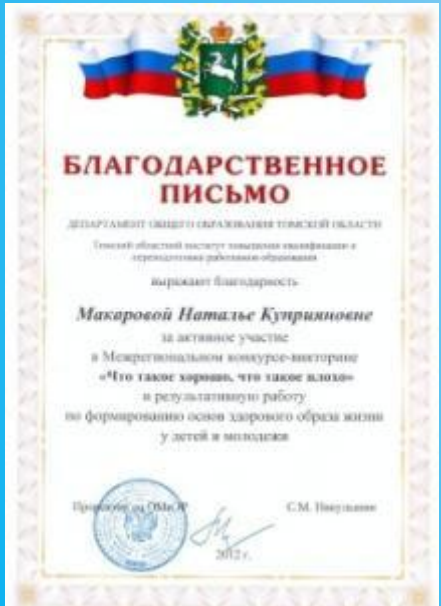 БЛАГОДАРСТВЕННОЕ
ПИСЬМО
ДЕПАРТАМЕНТ ОБЩЕГО ОБРАЗОВАНИЯ ТОМСКОЙ ОБЛАСТИ
Томский областной институт повышения квалификации и
переподготовки работников образования
выражают благодарность
Макаровой Наталье Куприяновне
за активное участие
в Межрегиональном конкурсе-викторине
«Что такое хорошо, что такое плохо»
и результативную работу
по формированию основ здорового образа жизни
у детей и молодежи
С.М.
2012 г.